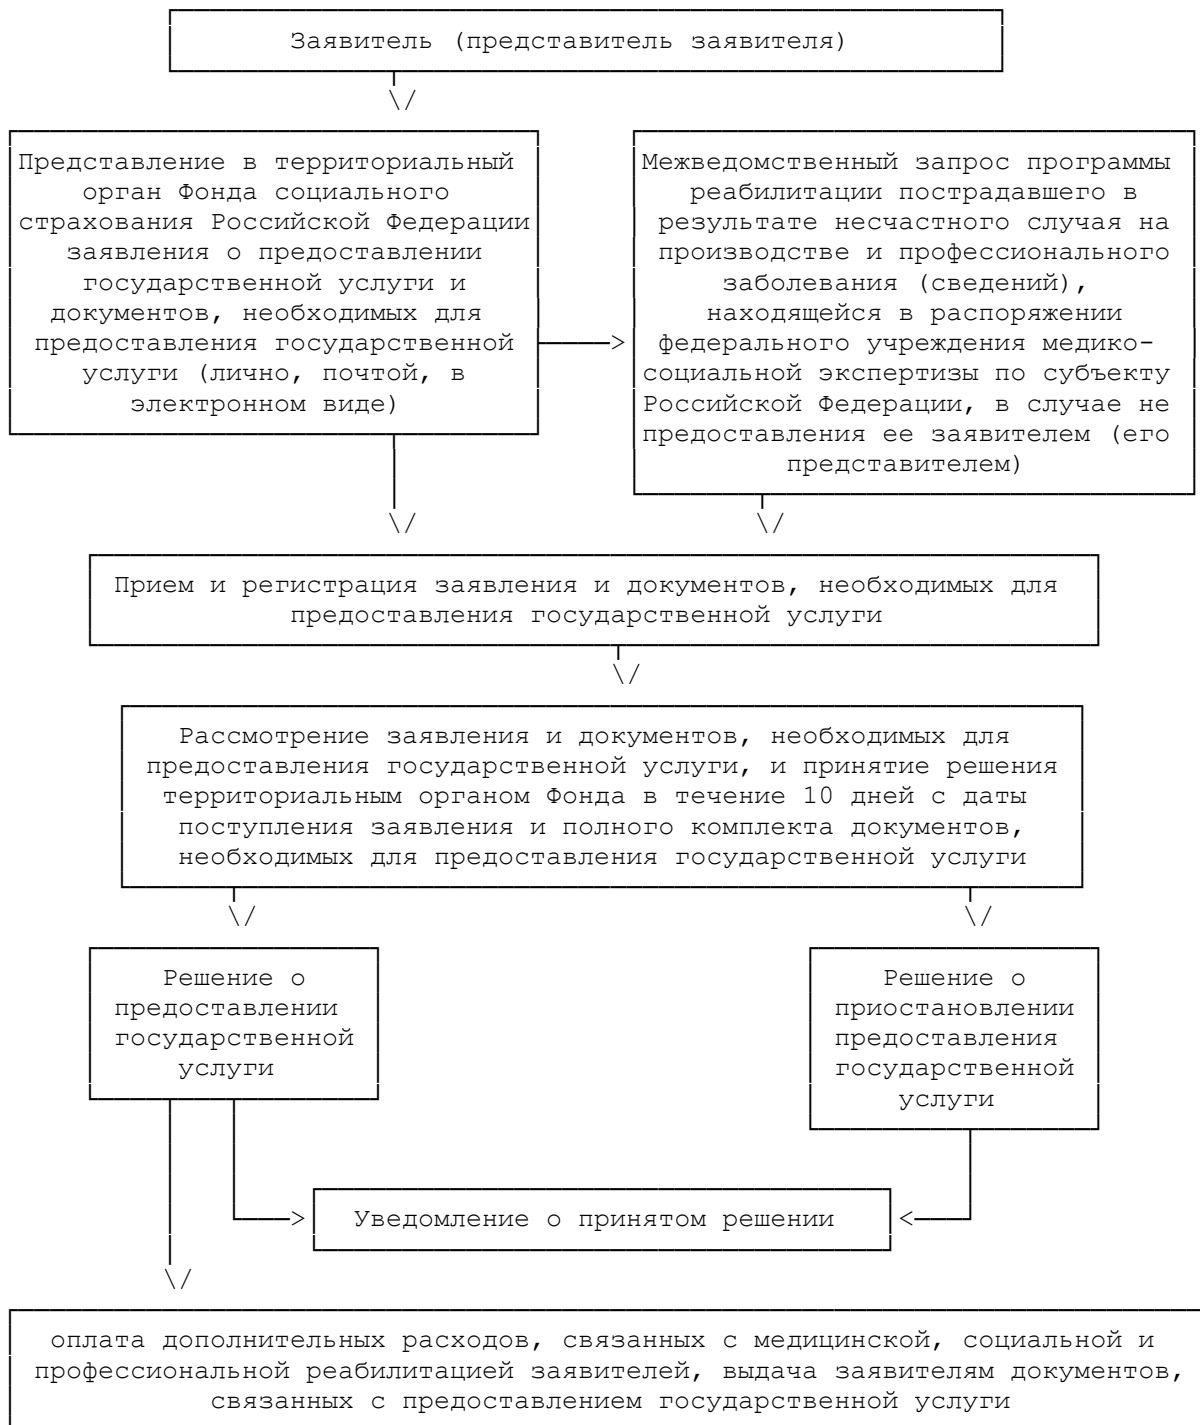 Заявитель (представитель заявителя)
Представление в территориальный
орган Фонда социального
страхования Российской Федерации
заявления о предоставлении
государственной услуги и
документов, необходимых для
предоставления государственной
услуги (лично, почтой, в
электронном виде)
Межведомственный запрос программы
реабилитации пострадавшего в
результате несчастного случая на
производстве и профессионального
заболевания (сведений),
находящейся в распоряжении
федерального учреждения медико-
социальной экспертизы по субъекту
Российской Федерации, в случае не
предоставления ее заявителем (его
представителем)
Прием и регистрация заявления и документов, необходимых для
предоставления государственной услуги
Рассмотрение заявления и документов, необходимых для
предоставления государственной услуги, и принятие решения
территориальным органом Фонда в течение 10 дней с даты
поступления заявления и полного комплекта документов,
необходимых для предоставления государственной услуги
Решение о
предоставлении
государственной
услуги
Решение о
приостановлении
предоставления
государственной
услуги
Уведомление о принятом решении
оплата дополнительных расходов, связанных с медицинской, социальной и
профессиональной реабилитацией заявителей, выдача заявителям документов,
связанных с предоставлением государственной услуги